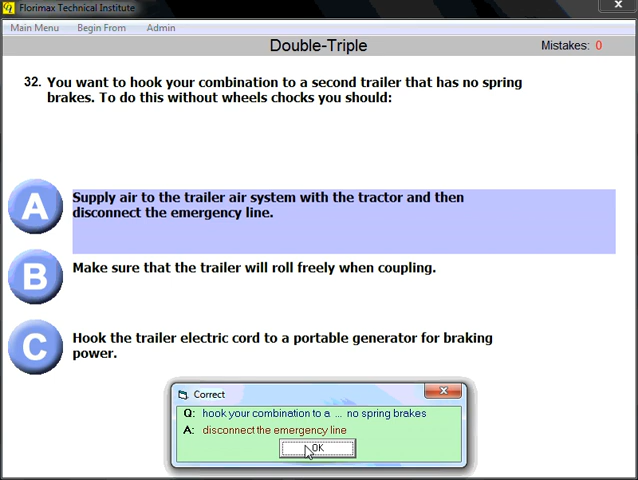 Florimax Technical Institute
Main Menu Begin From Admin
Double-Triple
Mistakes: 0
32. You want to hook your combination to a second trailer that has no spring
brakes. To do this without wheels chocks you should:
A
Supply air to the trailer air system with the tractor and then
disconnect the emergency line.
B
Make sure that the trailer will roll freely when coupling.
C
Hook the trailer electric cord to a portable generator for braking
power.
Correct
Q: hook your combination to a ... no spring brakes
A: disconnect the emergency line
OK